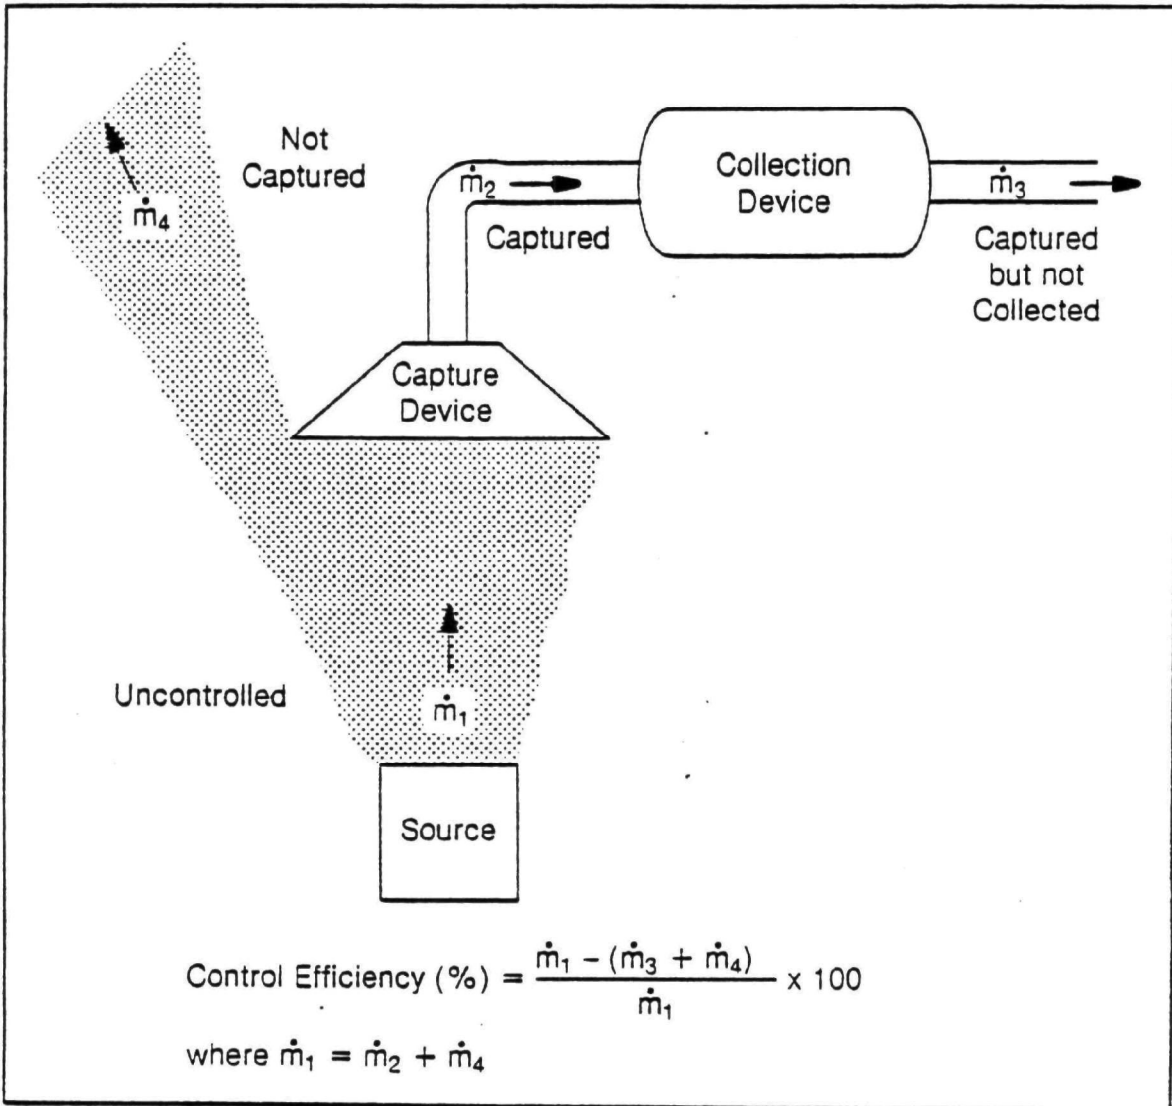 Not
Captured
ṁ₄
ṁ₂
Captured
Collection
Device
ṁ₃
Captured
but not
Collected
Capture
Device
Uncontrolled
ṁ₁
Source
Control Efficiency (%) = (ṁ₁ − (ṁ₃ + ṁ₄)) / ṁ₁ x 100
where ṁ₁ = ṁ₂ + ṁ₄